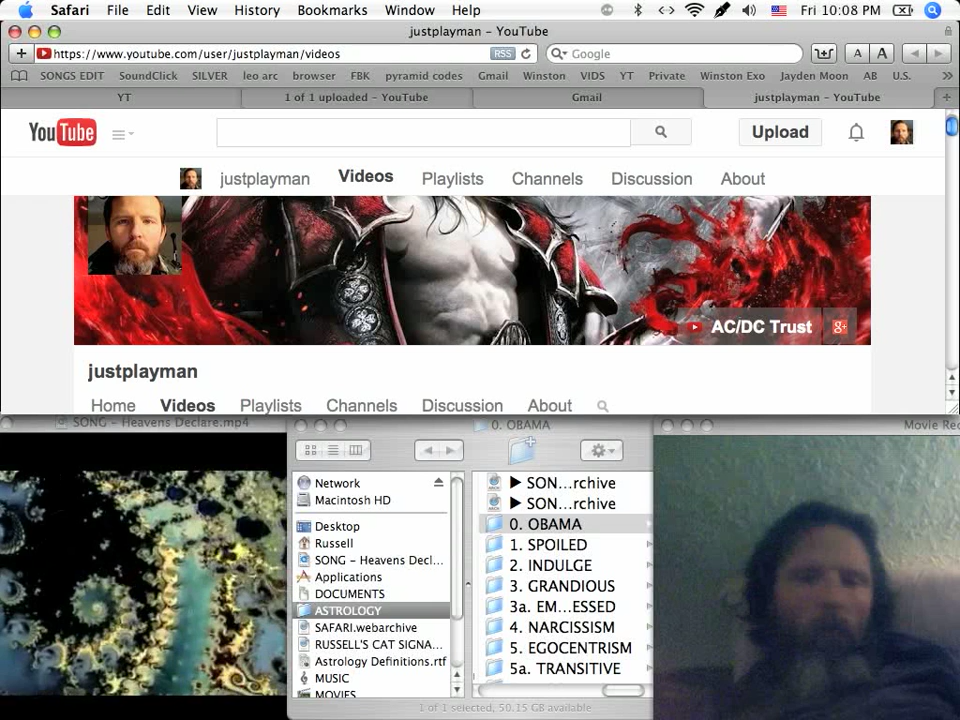 Safari File Edit View History Bookmarks Window Help Fri 10:08 PM
justplayman - YouTube
https://www.youtube.com/user/justplayman/videos RSS Google A A
SONGS EDIT SoundClick SILVER leo arc browser FBK pyramid codes Gmail Winston VIDS YT Private Winston Exo Jayden Moon AB U.S. »
YT 1 of 1 uploaded - YouTube Gmail justplayman - YouTube
YouTube Upload
justplayman Videos Playlists Channels Discussion About
AC/DC Trust
justplayman
Home Videos Playlists Channels Discussion About
SONG - Heavens Declare.mp4
0. OBAMA
Movie Rec
Network
Macintosh HD
Desktop
Russell
SONG - Heavens Decl...
Applications
DOCUMENTS
ASTROLOGY
SAFARI.webarchive
RUSSELL'S CAT SIGNA...
Astrology Definitions.rtf
MUSIC
MOVIES
▶ SON...rchive
▶ SON...rchive
0. OBAMA
1. SPOILED
2. INDULGE
3. GRANDIOUS
3a. EM...ESSED
4. NARCISSISM
5. EGOCENTRISM
5a. TRANSITIVE
1 of 1 selected, 50.15 GB available